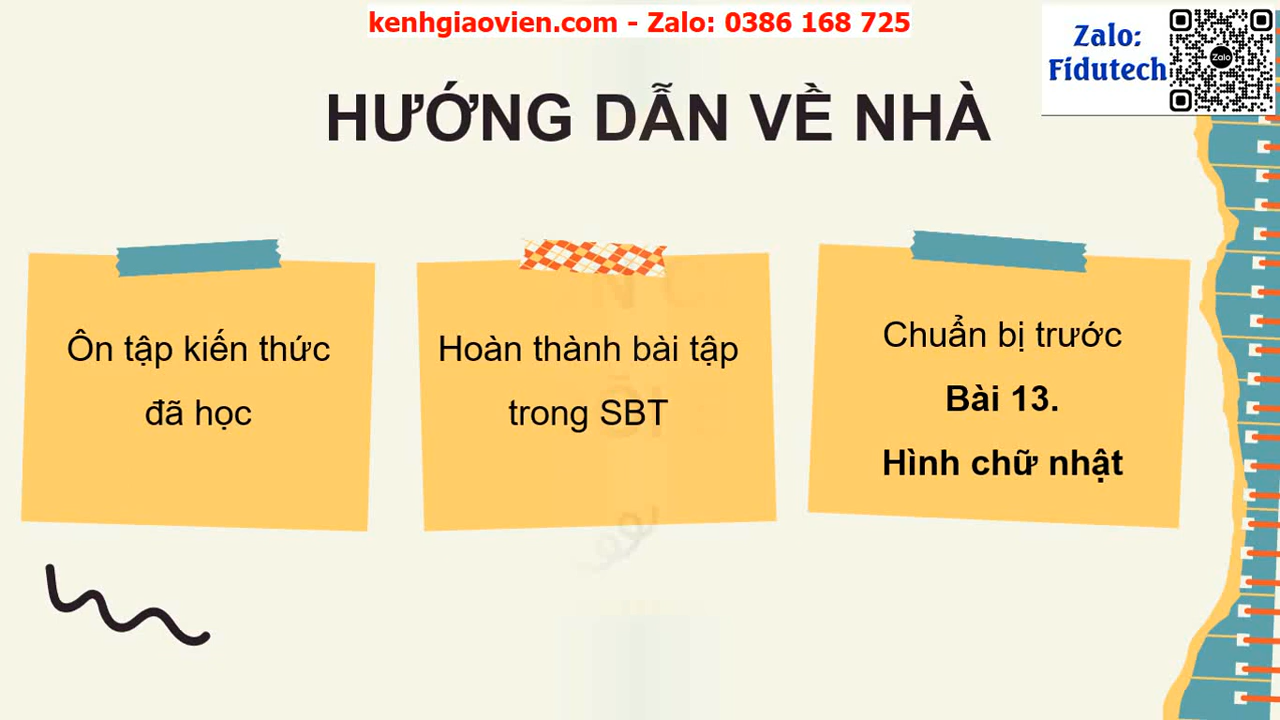 kenhgiaovien.com - Zalo: 0386 168 725
Zalo:
Fidutech
Zalo
HƯỚNG DẪN VỀ NHÀ
Ôn tập kiến thức
đã học
Hoàn thành bài tập
trong SBT
Chuẩn bị trước
Bài 13.
Hình chữ nhật